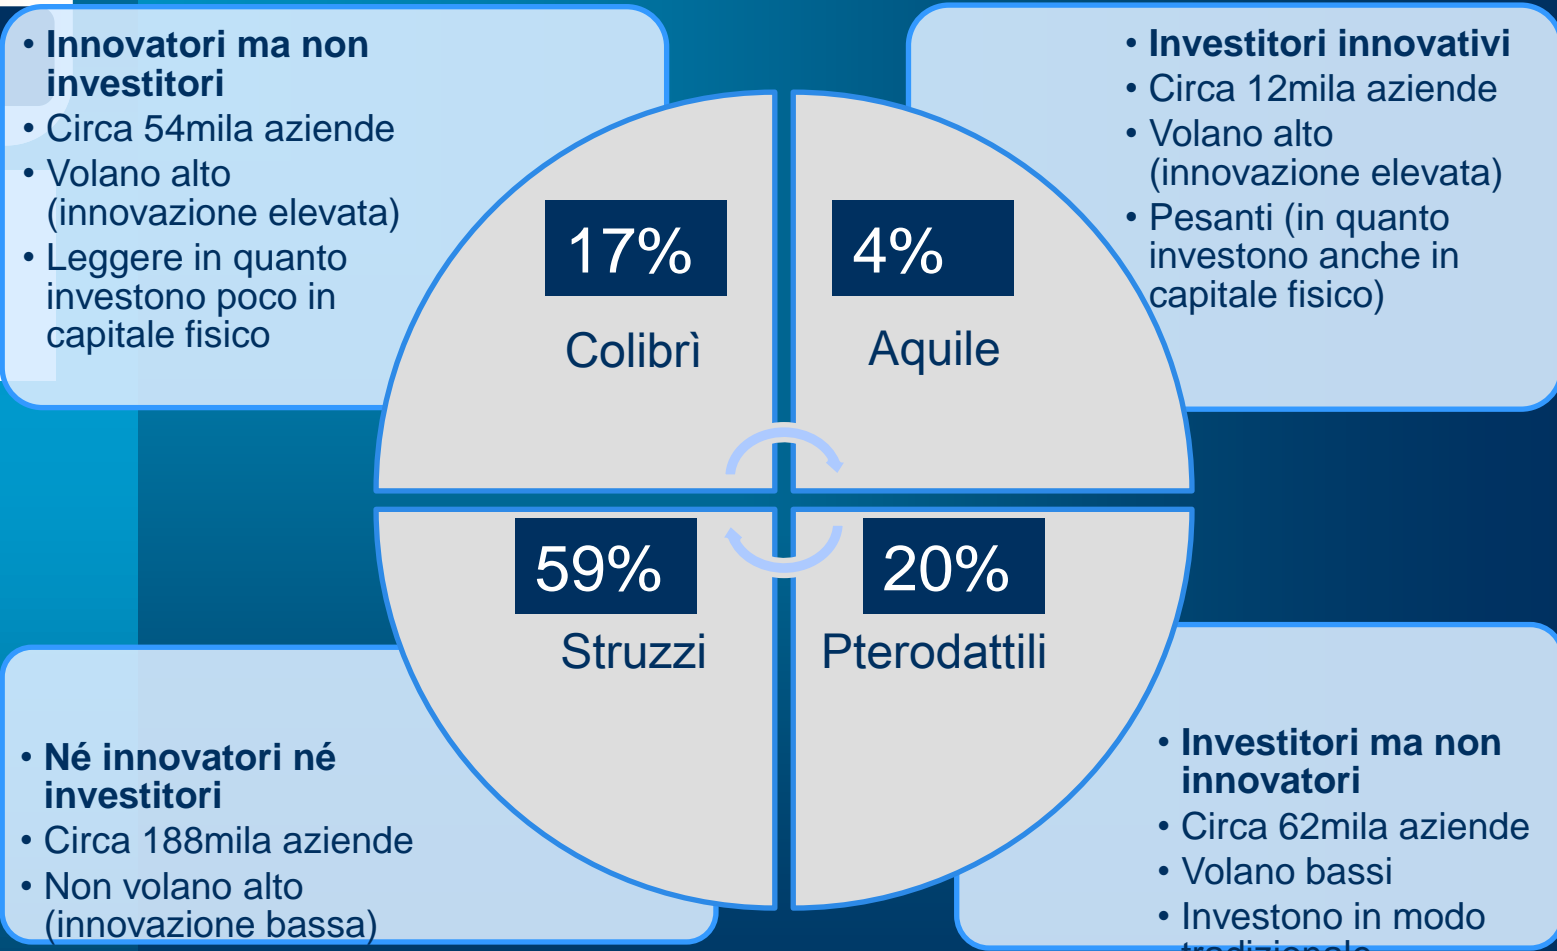 • Innovatori ma non
investitori
• Circa 54mila aziende
• Volano alto
(innovazione elevata)
• Leggere in quanto
investono poco in
capitale fisico
• Investitori innovativi
• Circa 12mila aziende
• Volano alto
(innovazione elevata)
• Pesanti (in quanto
investono anche in
capitale fisico)
17%
Colibrì
4%
Aquile
59%
Struzzi
20%
Pterodattili
• Né innovatori né
investitori
• Circa 188mila aziende
• Non volano alto
(innovazione bassa)
• Investitori ma non
innovatori
• Circa 62mila aziende
• Volano bassi
• Investono in modo
tradizionale